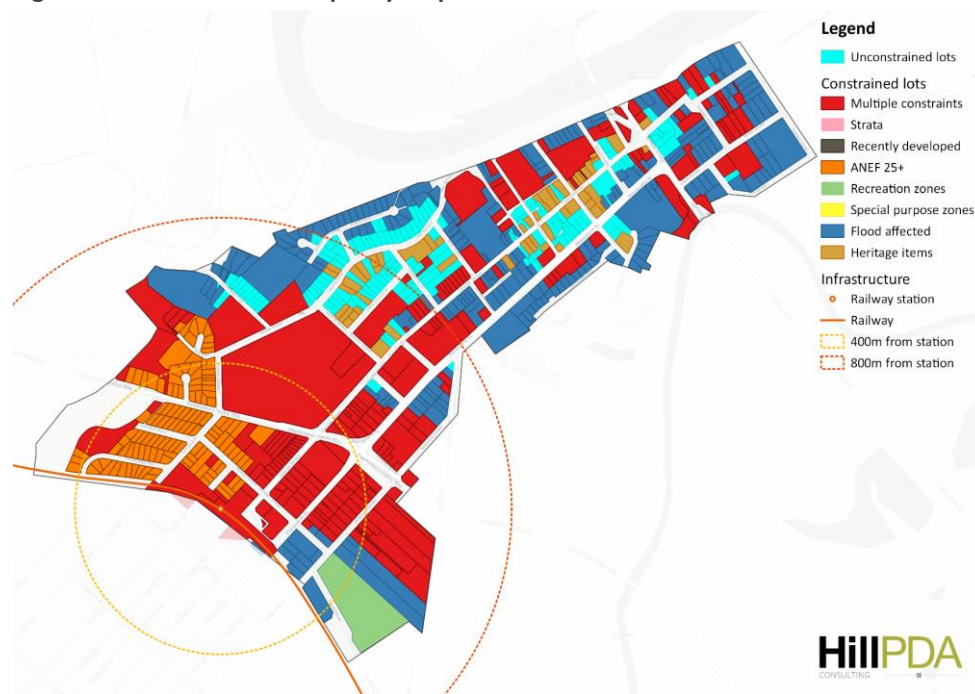 Legend
Unconstrained lots
Constrained lots
Multiple constraints
Strata
Recently developed
ANEF 25+
Recreation zones
Special purpose zones
Flood affected
Heritage items
Infrastructure
Railway station
Railway
400m from station
800m from station
HillPDA
CONSULTING